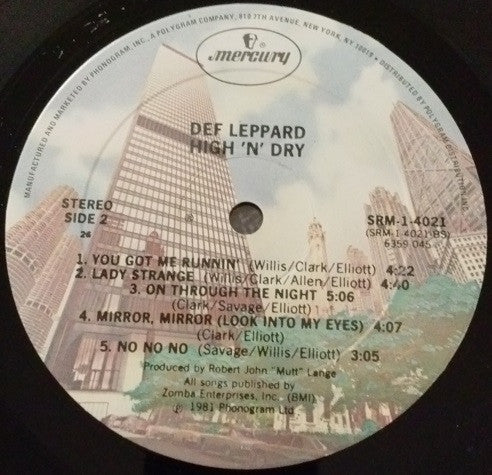 MANUFACTURED AND MARKETED BY PHONOGRAM, INC., A POLYGRAM COMPANY, 810 7TH AVENUE, NEW YORK, N.Y. 10019 • DISTRIBUTED BY POLYGRAM DISTRIBUTION, INC.
mercury
DEF LEPPARD
HIGH 'N' DRY
STEREO
SIDE 2
26
SRM-1-4021
(SRM-1-4021 BS)
6359 045
1. YOU GOT ME RUNNIN' (Willis/Clark/Elliott) 4:22
2. LADY STRANGE (Willis/Clark/Allen/Elliott) 4:40
3. ON THROUGH THE NIGHT 5:06
(Clark/Savage/Elliott)
4. MIRROR, MIRROR (LOOK INTO MY EYES) 4:07
(Clark/Elliott)
5. NO NO NO (Savage/Willis/Elliott) 3:05
Produced by Robert John "Mutt" Lange
All songs published by
Zomba Enterprises, Inc. (BMI)
℗ 1981 Phonogram Ltd